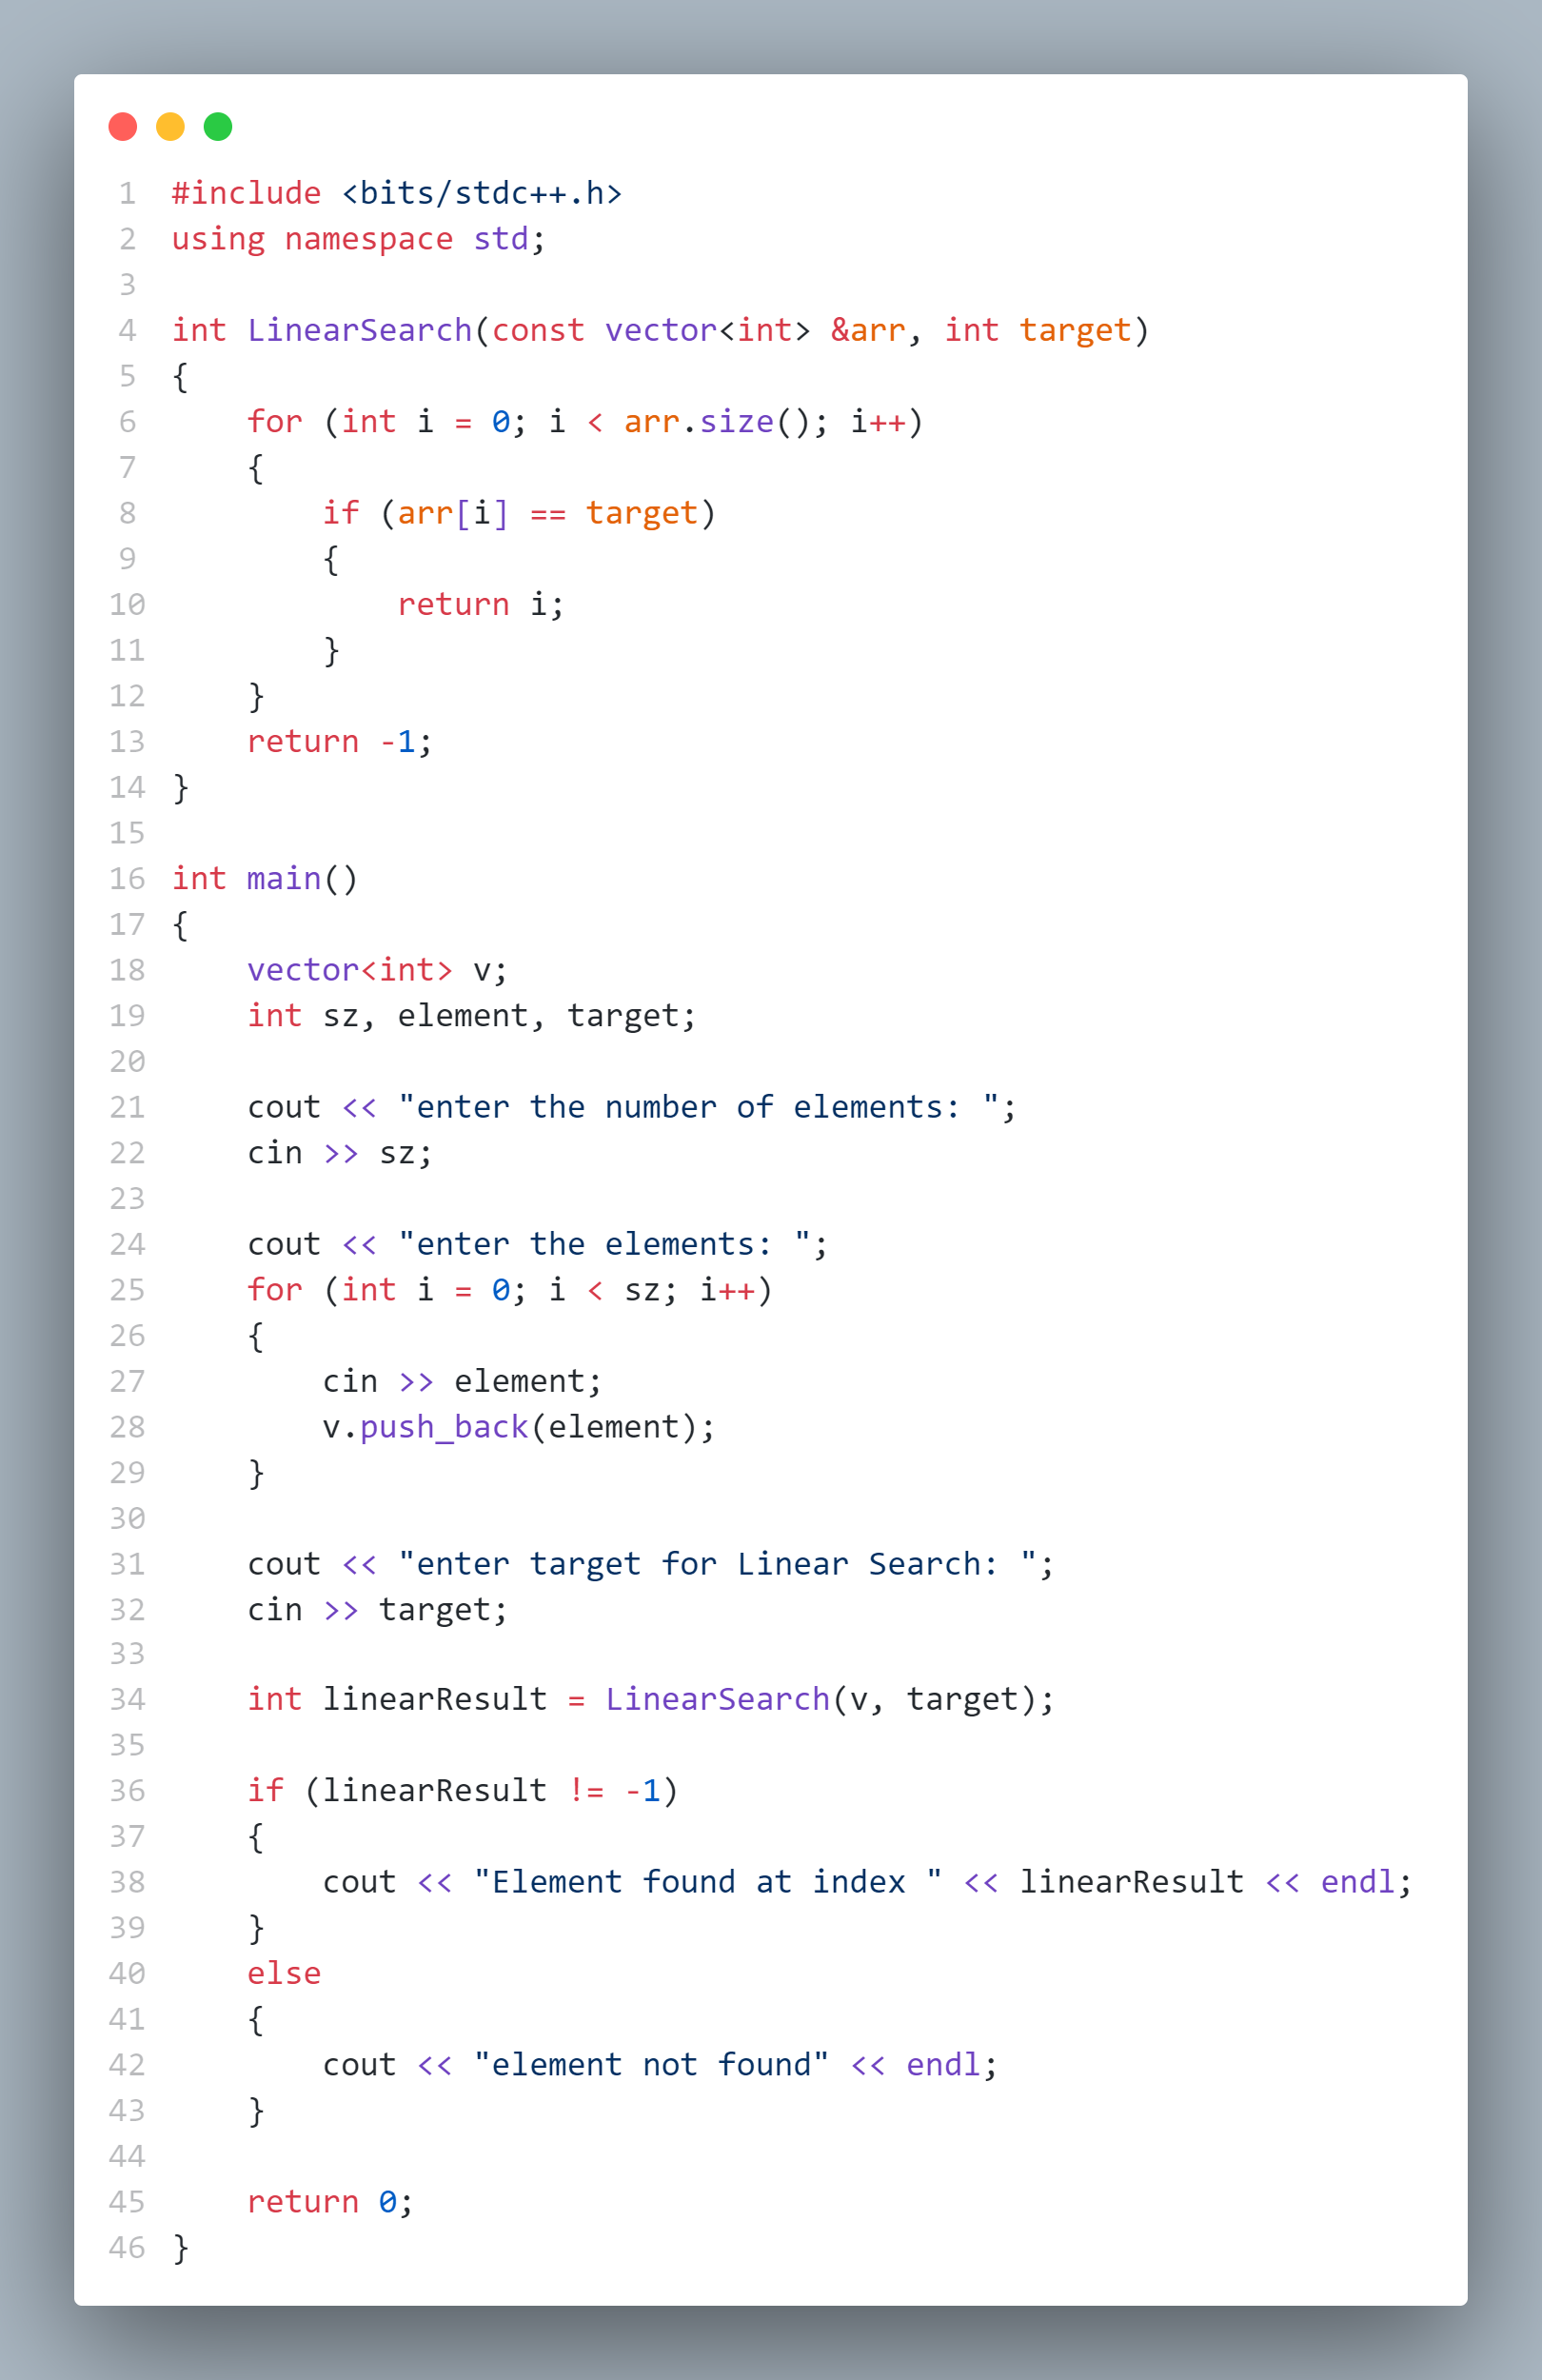 1 #include <bits/stdc++.h>
2 using namespace std;
3
4 int LinearSearch(const vector<int> &arr, int target)
5 {
6     for (int i = 0; i < arr.size(); i++)
7     {
8         if (arr[i] == target)
9         {
10             return i;
11         }
12     }
13     return -1;
14 }
15
16 int main()
17 {
18     vector<int> v;
19     int sz, element, target;
20
21     cout << "enter the number of elements: ";
22     cin >> sz;
23
24     cout << "enter the elements: ";
25     for (int i = 0; i < sz; i++)
26     {
27         cin >> element;
28         v.push_back(element);
29     }
30
31     cout << "enter target for Linear Search: ";
32     cin >> target;
33
34     int linearResult = LinearSearch(v, target);
35
36     if (linearResult != -1)
37     {
38         cout << "Element found at index " << linearResult << endl;
39     }
40     else
41     {
42         cout << "element not found" << endl;
43     }
44
45     return 0;
46 }